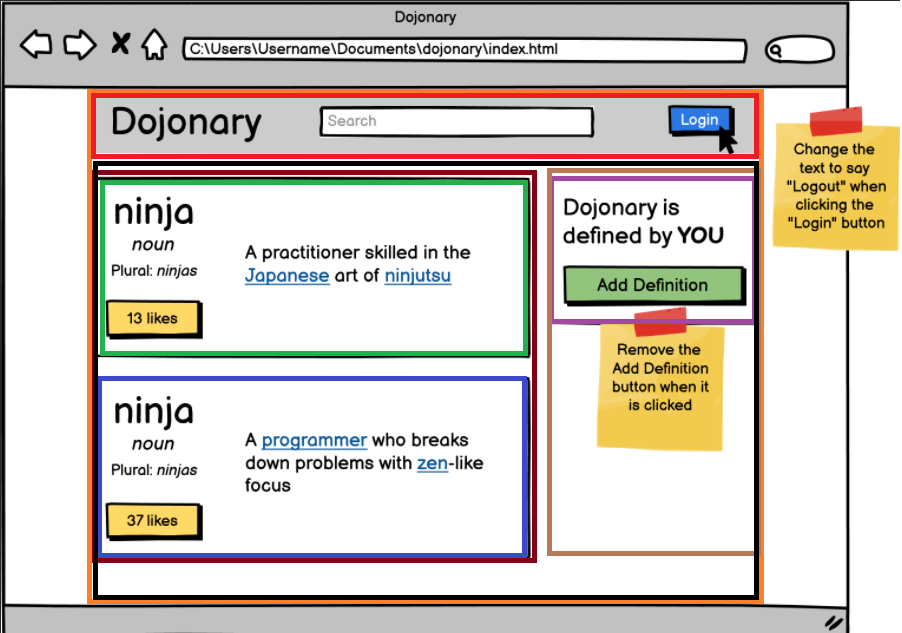 Dojonary
C:\Users\Username\Documents\dojonary\index.html
Dojonary
Search
Login
Change the
text to say
"Logout" when
clicking the
"Login" button
ninja
noun
Plural: ninjas
13 likes
A practitioner skilled in the
Japanese art of ninjutsu
Dojonary is
defined by YOU
Add Definition
Remove the
Add Definition
button when it
is clicked
ninja
noun
Plural: ninjas
37 likes
A programmer who breaks
down problems with zen-like
focus